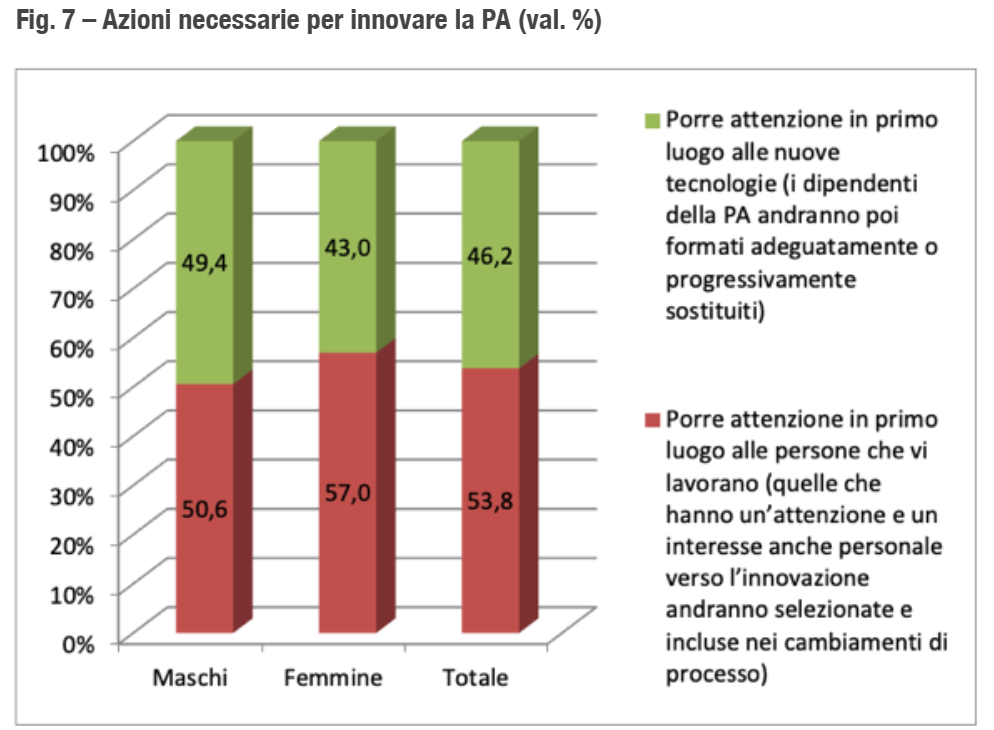 Fig. 7 – Azioni necessarie per innovare la PA (val. %)
100%
90%
80%
70%
60%
50%
40%
30%
20%
10%
0%
49,4
43,0
46,2
50,6
57,0
53,8
Maschi
Femmine
Totale
Porre attenzione in primo
luogo alle nuove
tecnologie (i dipendenti
della PA andranno poi
formati adeguatamente o
progressivamente
sostituiti)
Porre attenzione in primo
luogo alle persone che vi
lavorano (quelle che
hanno un’attenzione e un
interesse anche personale
verso l’innovazione
andranno selezionate e
incluse nei cambiamenti di
processo)